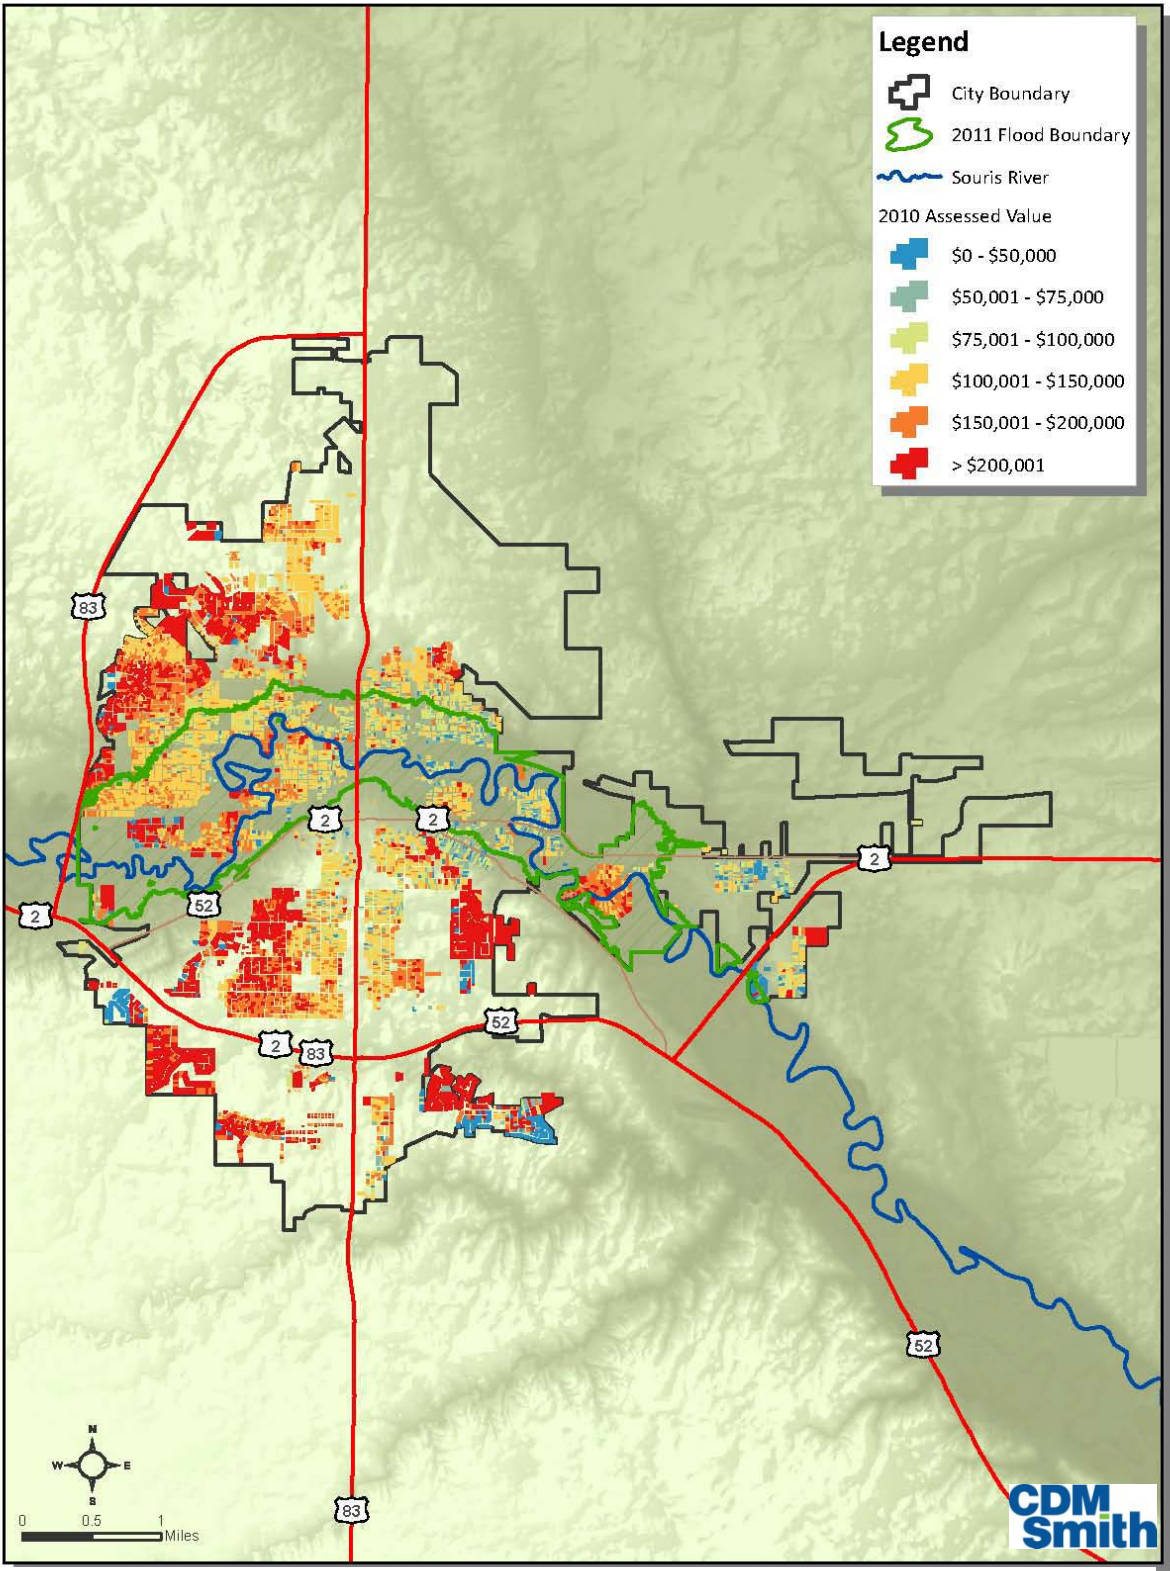 Legend
City Boundary
2011 Flood Boundary
Souris River
2010 Assessed Value
$0 - $50,000
$50,001 - $75,000
$75,001 - $100,000
$100,001 - $150,000
$150,001 - $200,000
> $200,001
83
2
2
2
52
2
52
2
83
52
83
N
W
E
S
0
0.5
1
Miles
CDM
Smith